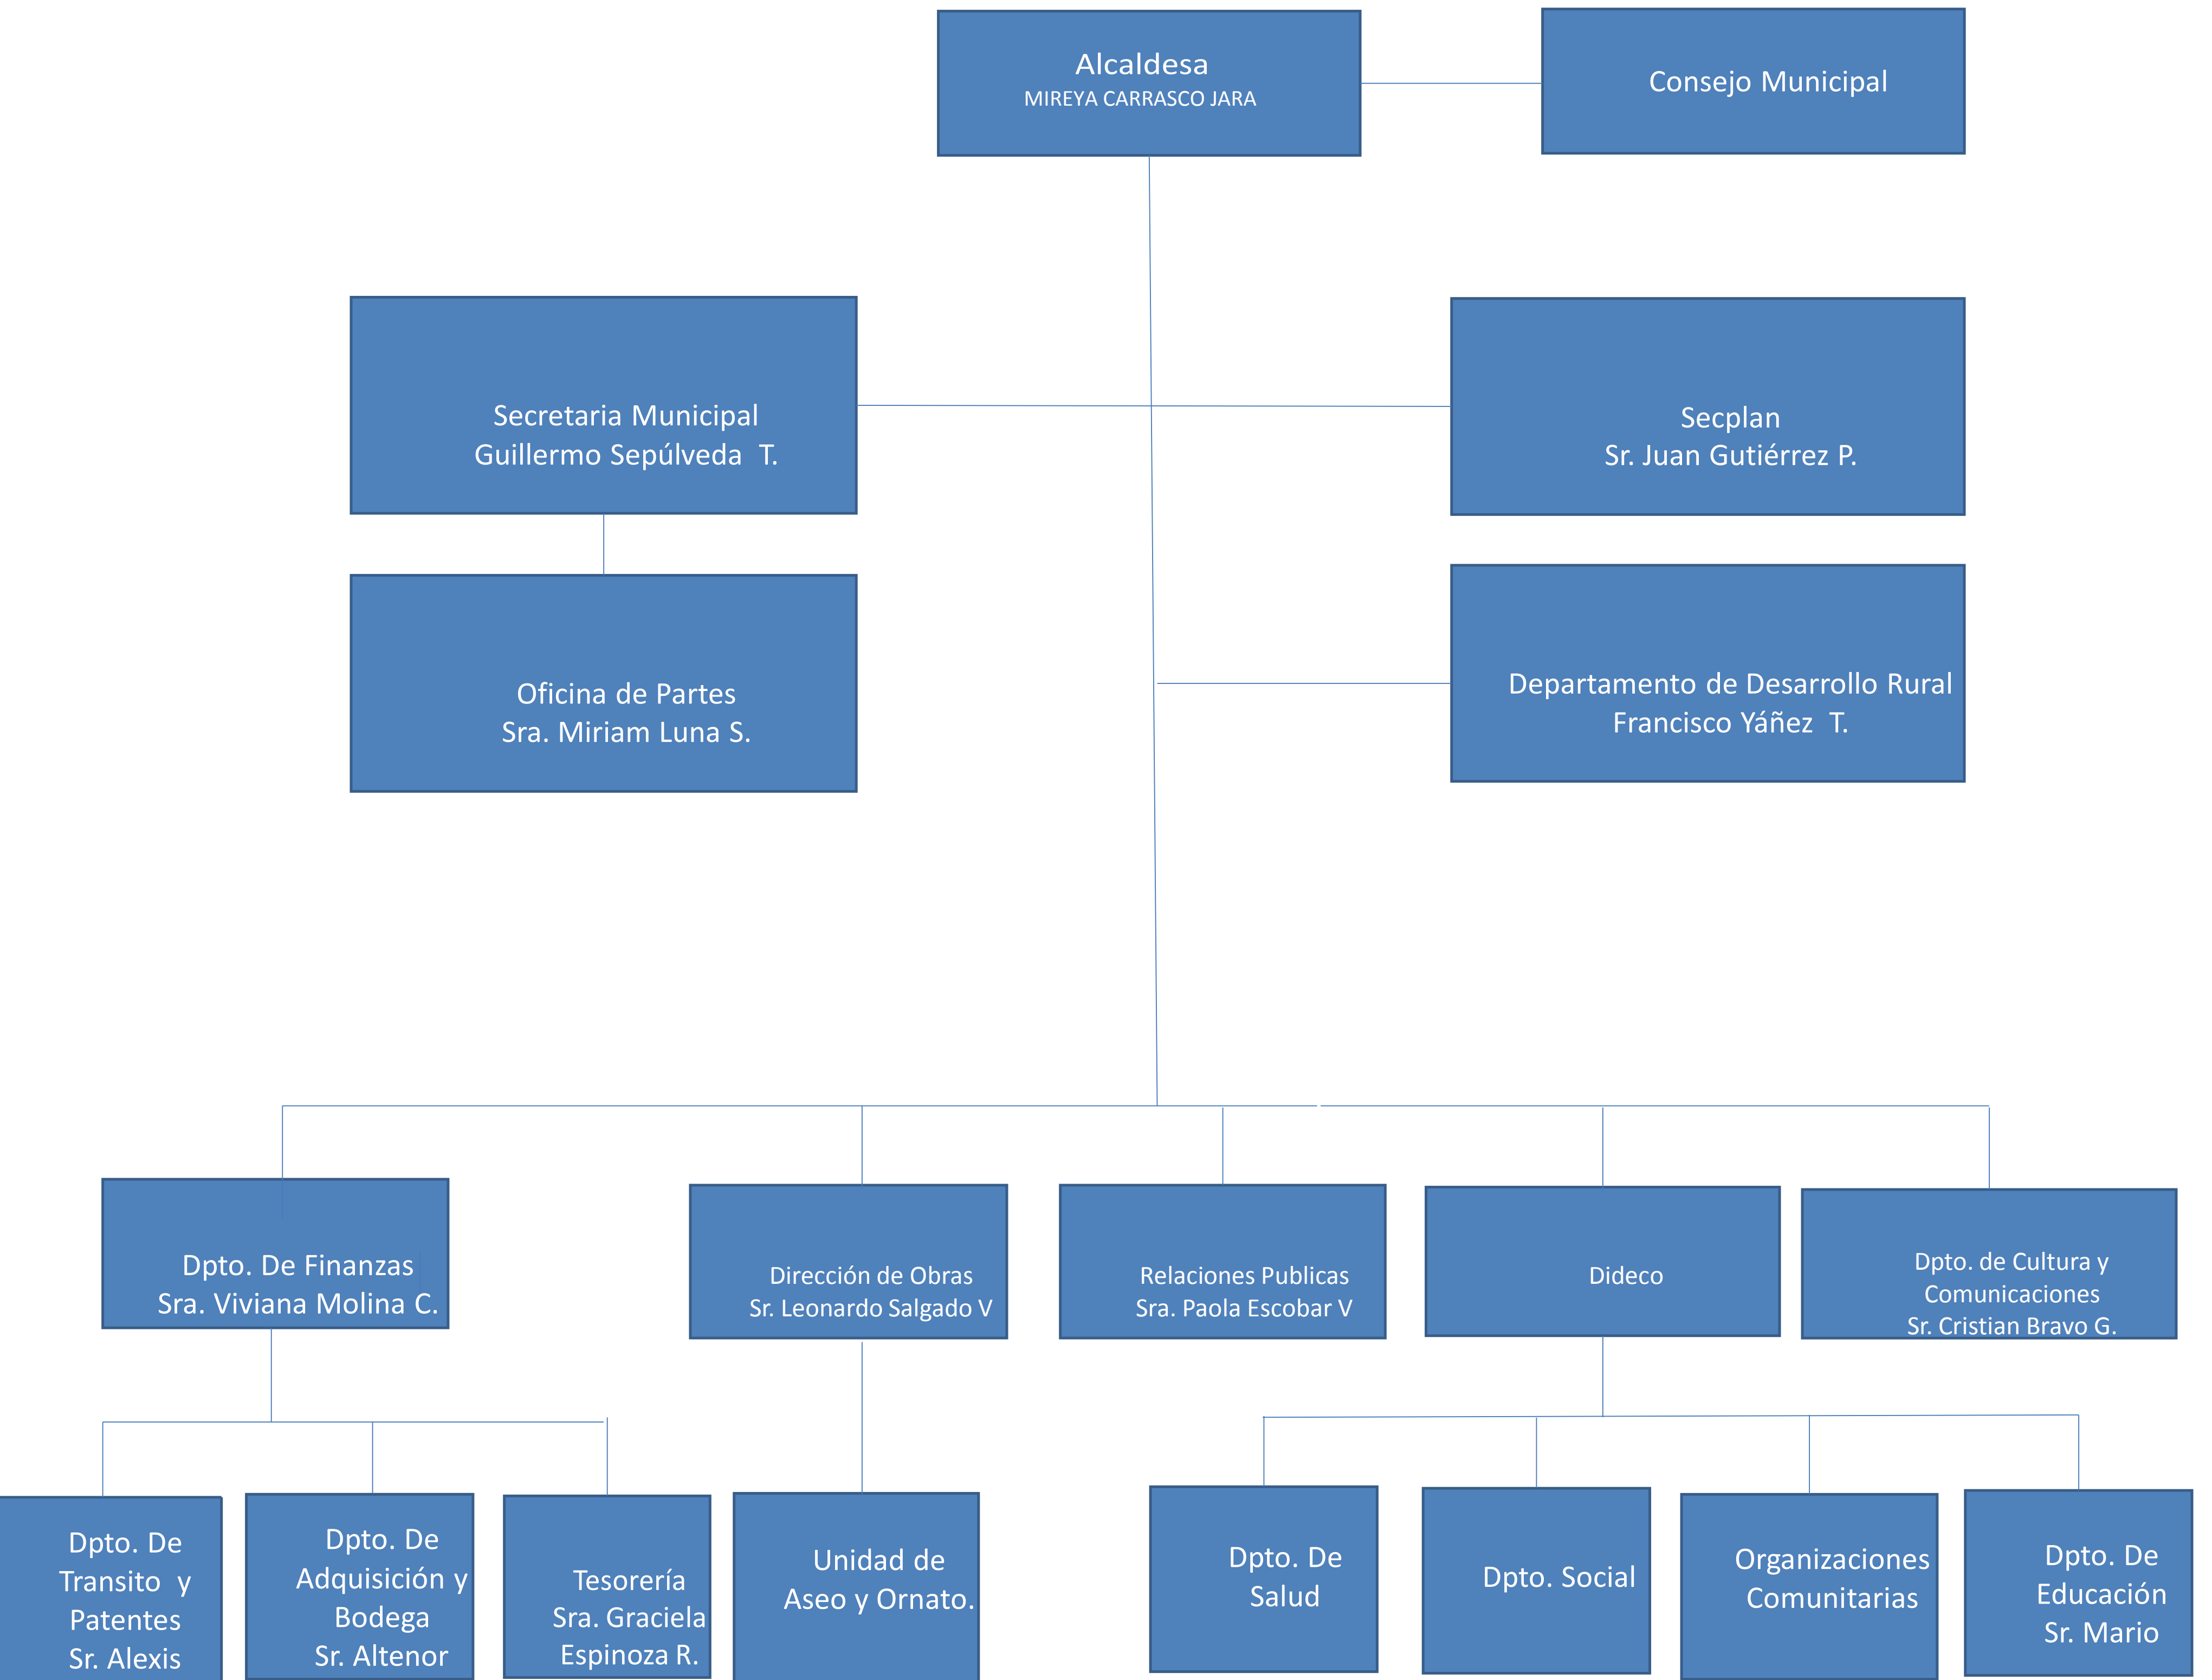 Alcaldesa
MIREYA CARRASCO JARA
Consejo Municipal
Secretaria Municipal
Guillermo Sepúlveda  T.
Secplan
Sr. Juan Gutiérrez P.
Oficina de Partes
Sra. Miriam Luna S.
Departamento de Desarrollo Rural
Francisco Yáñez  T.
Dpto. De Finanzas
Sra. Viviana Molina C.
Dirección de Obras
Sr. Leonardo Salgado V
Relaciones Publicas
Sra. Paola Escobar V
Dideco
Dpto. de Cultura y
Comunicaciones
Sr. Cristian Bravo G.
Dpto. De
Transito  y
Patentes
Sr. Alexis
Dpto. De
Adquisición y
Bodega
Sr. Altenor
Tesorería
Sra. Graciela
Espinoza R.
Unidad de
Aseo y Ornato.
Dpto. De
Salud
Dpto. Social
Organizaciones
Comunitarias
Dpto. De
Educación
Sr. Mario